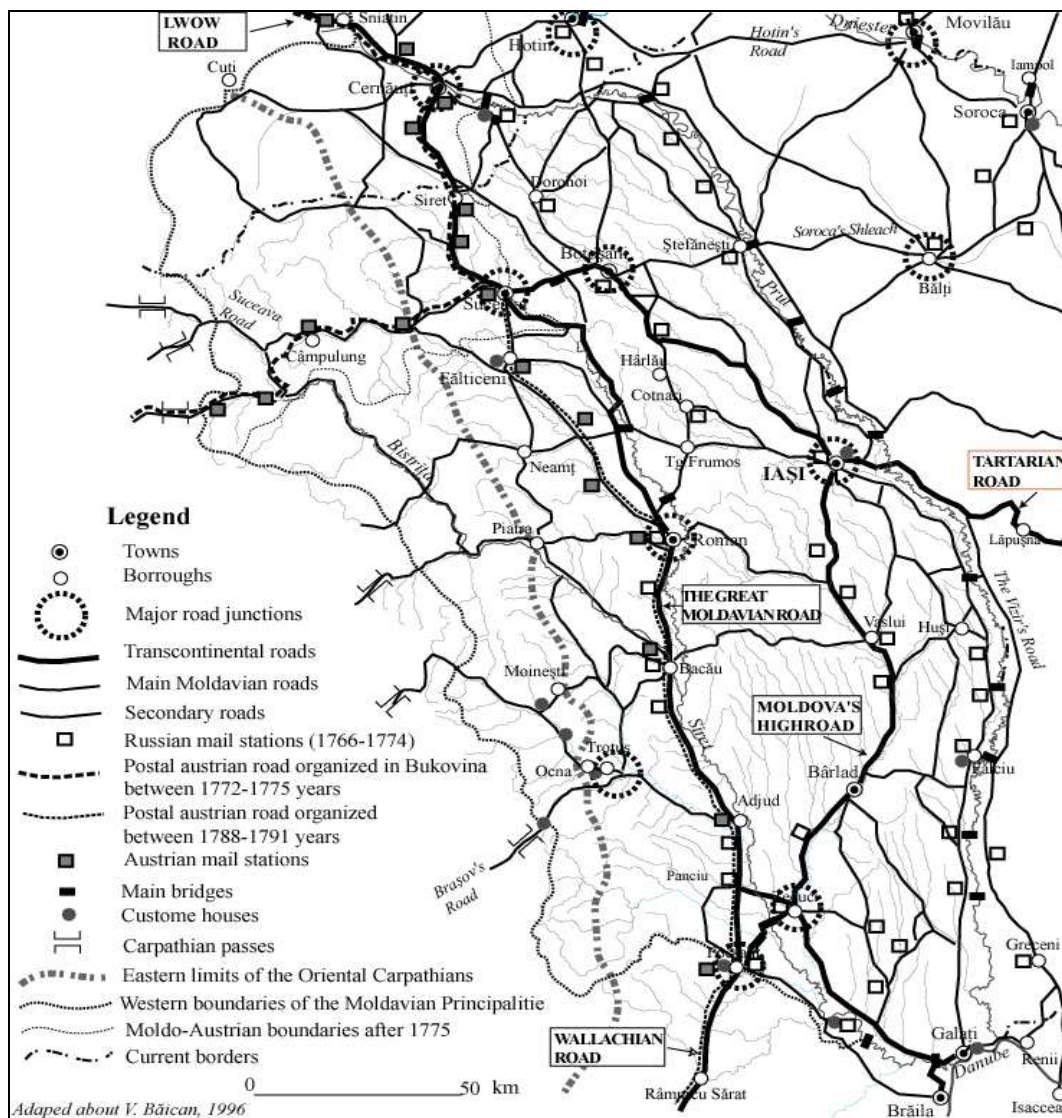 LWOW
ROAD
Sniatin
Hotin
Hotin's
Road
Dniester
Movilău
Cuti
Iampol
Soroca
Dorohoi
Siret
Ștefănești
Soroca's Shleach
Bălți
Suceava
Road
Prut
Câmpulung
Hârlău
Fălticeni
Cotnari
Bistrița
Neamț
Tg Frumos
IAȘI
TARTARIAN
ROAD
Lăpușna
Piatra
Roman
THE GREAT
MOLDAVIAN ROAD
The Vizir's Road
Vaslui
Huși
Moinești
Bacău
MOLDOVA'S
HIGHROAD
Siret
Trotuș
Ocna
Bârlad
Fălciu
Adjud
Brașov's
Road
Panciu
Greceni
WALLACHIAN
ROAD
Galați
Danube
Renii
Râmnicu Sărat
Brăila
Isaccea
Legend
Towns
Borroughs
Major road junctions
Transcontinental roads
Main Moldavian roads
Secondary roads
Russian mail stations (1766-1774)
Postal austrian road organized in Bukovina
between 1772-1775 years
Postal austrian road organized
between 1788-1791 years
Austrian mail stations
Main bridges
Custome houses
Carpathian passes
Eastern limits of the Oriental Carpathians
Western boundaries of the Moldavian Principalitie
Moldo-Austrian boundaries after 1775
Current borders
0 50 km
Adaped about V. Băican, 1996